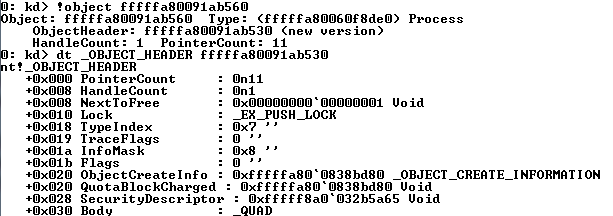 0: kd> !object fffffa80091ab560
Object: fffffa80091ab560  Type: (fffffa80060f8de0) Process
    ObjectHeader: fffffa80091ab530 (new version)
    HandleCount: 1  PointerCount: 11
0: kd> dt _OBJECT_HEADER fffffa80091ab530
nt!_OBJECT_HEADER
   +0x000 PointerCount     : 0n11
   +0x008 HandleCount      : 0n1
   +0x008 NextToFree       : 0x00000000`00000001 Void
   +0x010 Lock             : _EX_PUSH_LOCK
   +0x018 TypeIndex        : 0x7 ''
   +0x019 TraceFlags       : 0 ''
   +0x01a InfoMask         : 0x8 ''
   +0x01b Flags            : 0 ''
   +0x020 ObjectCreateInfo : 0xfffffa80`0838bd80 _OBJECT_CREATE_INFORMATION
   +0x020 QuotaBlockCharged : 0xfffffa80`0838bd80 Void
   +0x028 SecurityDescriptor : 0xfffff8a0`032b5a65 Void
   +0x030 Body             : _QUAD